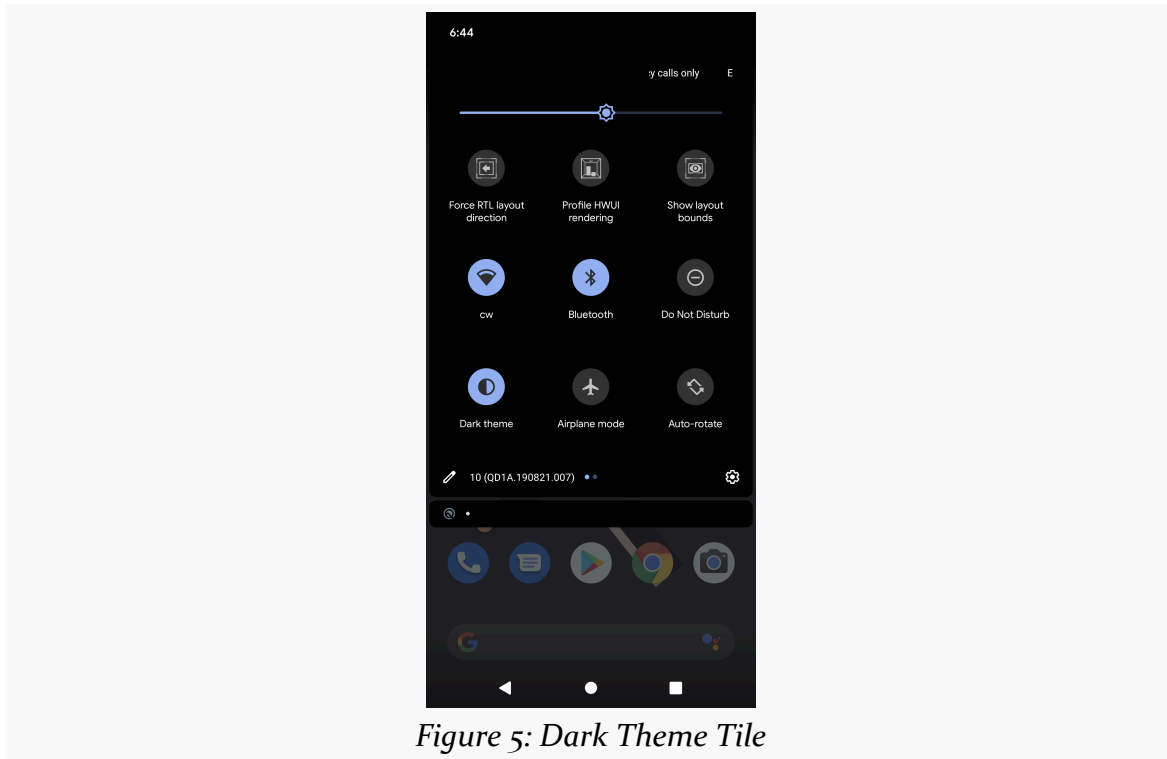 6:44
y calls only E
Force RTL layout direction
Profile HWUI rendering
Show layout bounds
cw
Bluetooth
Do Not Disturb
Dark theme
Airplane mode
Auto-rotate
10 (QD1A.190821.007)
Figure 5: Dark Theme Tile